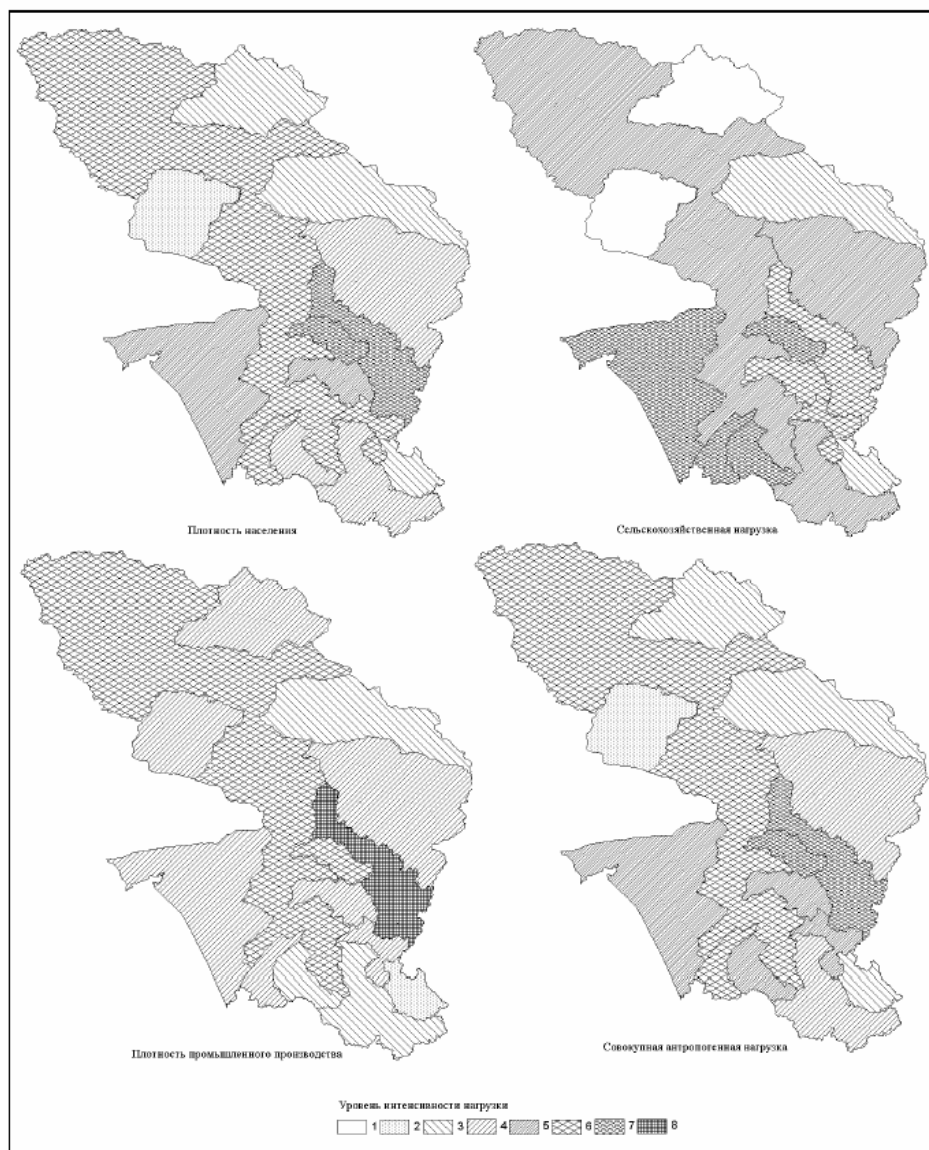 Плотность населения
Сельскохозяйственная нагрузка
Плотность промышленного производства
Совокупная антропогенная нагрузка
Уровень интенсивности нагрузки
1 2 3 4 5 6 7 8